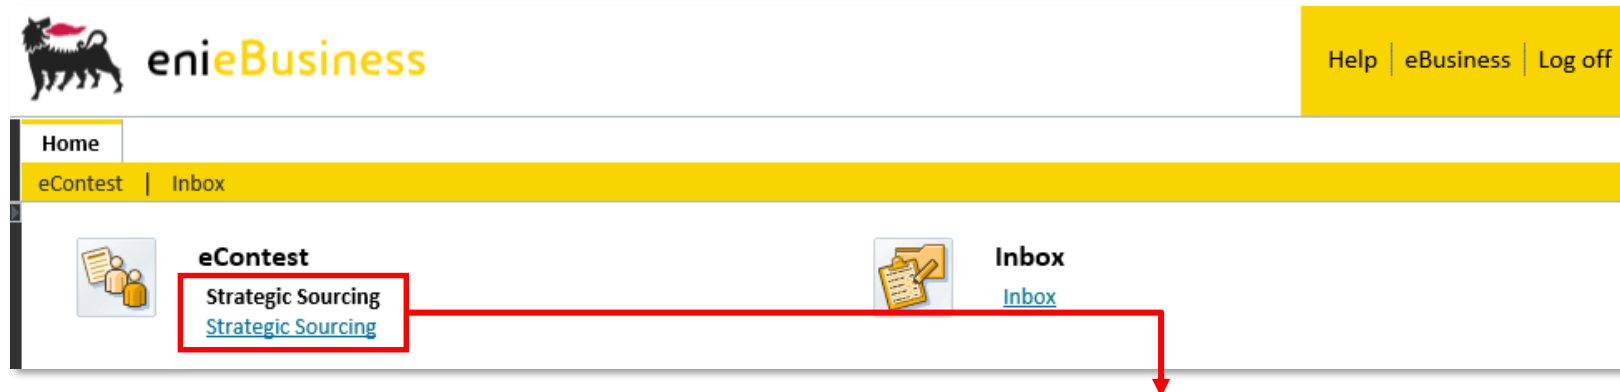 enieBusiness
Help | eBusiness | Log off
Home
eContest | Inbox
eContest
Strategic Sourcing
Strategic Sourcing
Inbox
Inbox